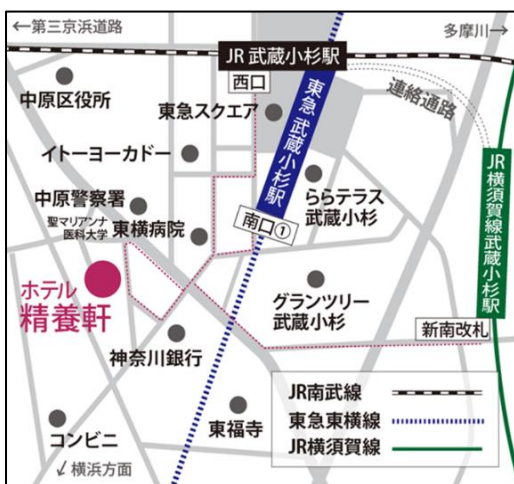 ←第三京浜道路
多摩川→
JR 武蔵小杉駅
西口
中原区役所
東急スクエア
東急 武蔵小杉駅
連絡通路
イトーヨーカドー
JR横須賀線武蔵小杉駅
ららテラス
武蔵小杉
中原警察署
聖マリアンナ
医科大学
東横病院
南口①
ホテル
精養軒
グランツリー
武蔵小杉
新南改札
神奈川銀行
JR南武線
東急東横線
JR横須賀線
東福寺
コンビニ
↙横浜方面